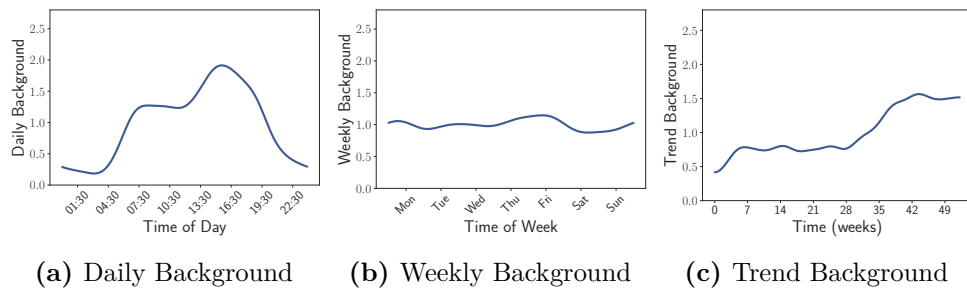 Daily Background
2.5
2.0
1.5
1.0
0.5
0.0
01:30
04:30
07:30
10:30
13:30
16:30
19:30
22:30
Time of Day
Weekly Background
2.5
2.0
1.5
1.0
0.5
0.0
Mon
Tue
Wed
Thu
Fri
Sat
Sun
Time of Week
Trend Background
2.5
2.0
1.5
1.0
0.5
0.0
0
7
14
21
28
35
42
49
Time (weeks)
(a) Daily Background
(b) Weekly Background
(c) Trend Background